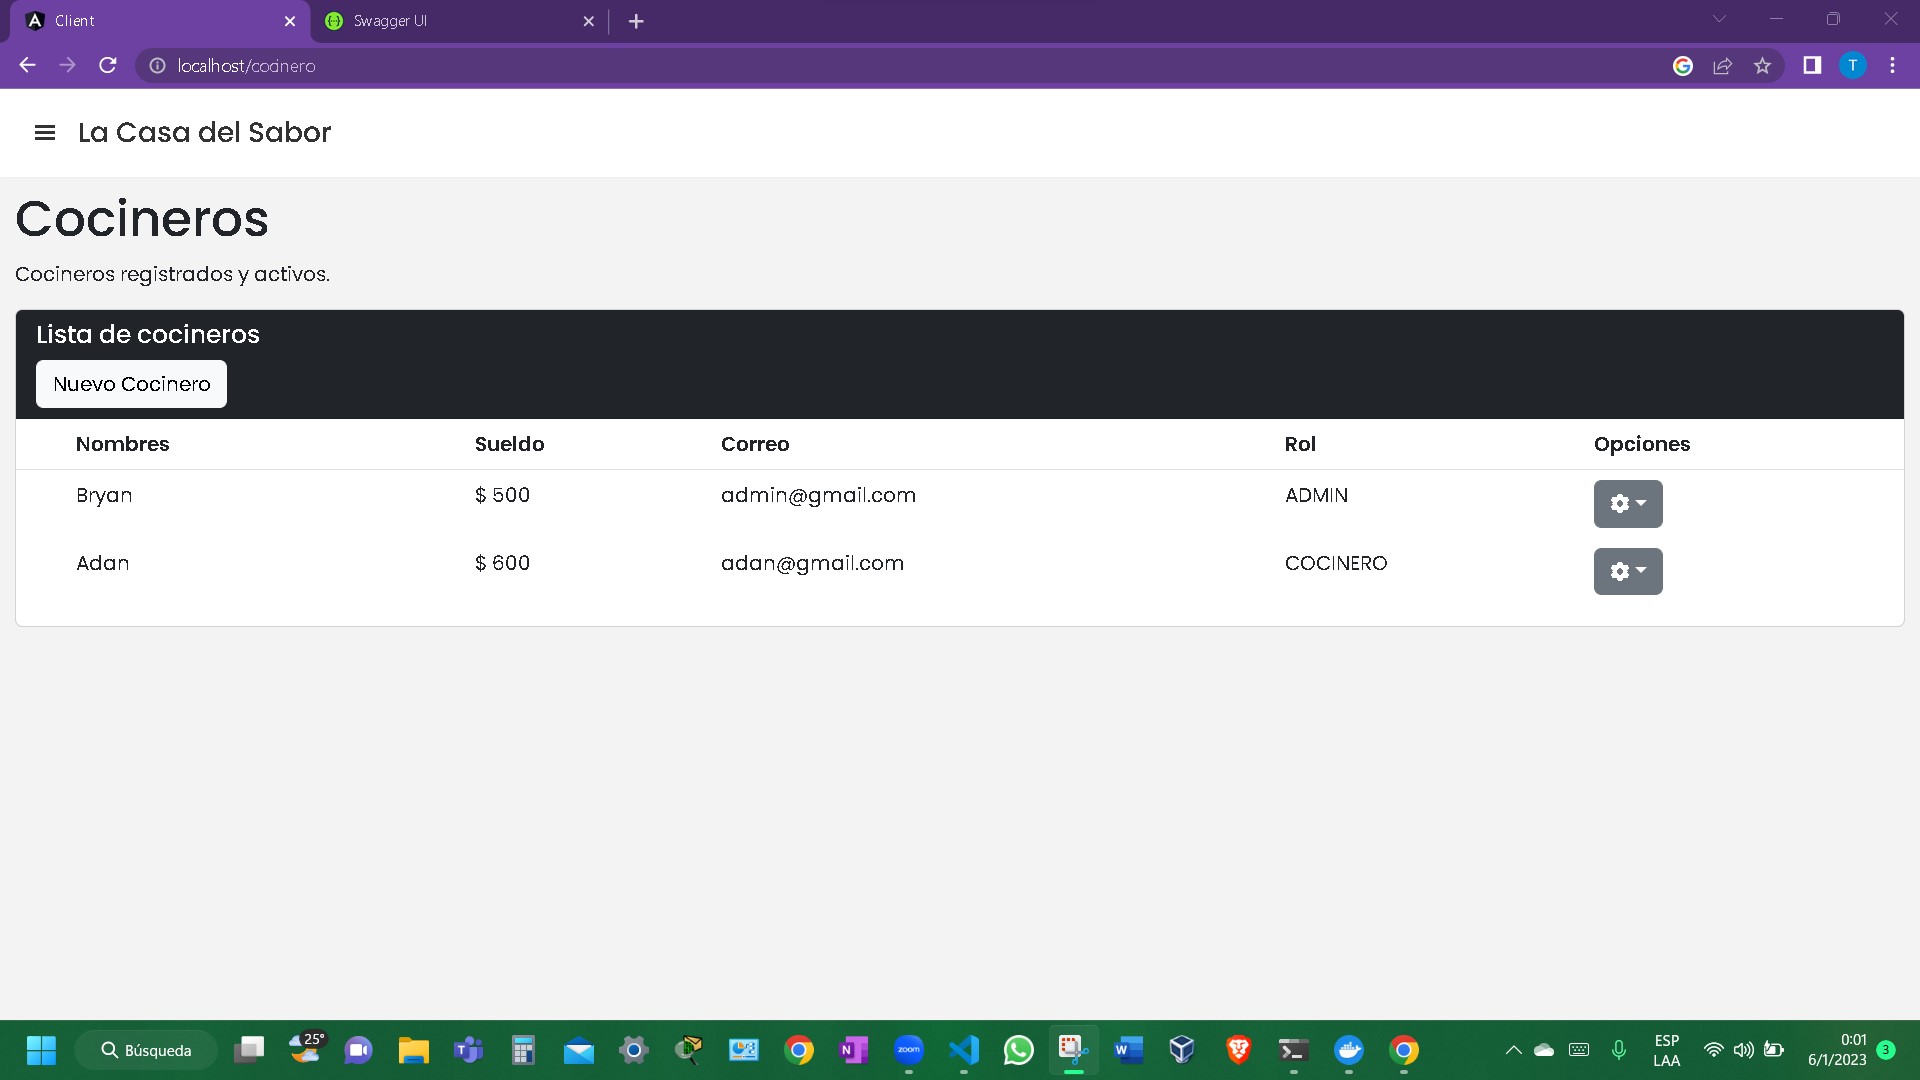 Client
Swagger UI
localhost/cocinero
T
La Casa del Sabor
Cocineros
Cocineros registrados y activos.
Lista de cocineros
Nuevo Cocinero
Nombres Sueldo Correo Rol Opciones
Bryan $ 500 admin@gmail.com ADMIN
Adan $ 600 adan@gmail.com COCINERO
Búsqueda
25°
zoom
ESP
LAA
0:01
6/1/2023
3